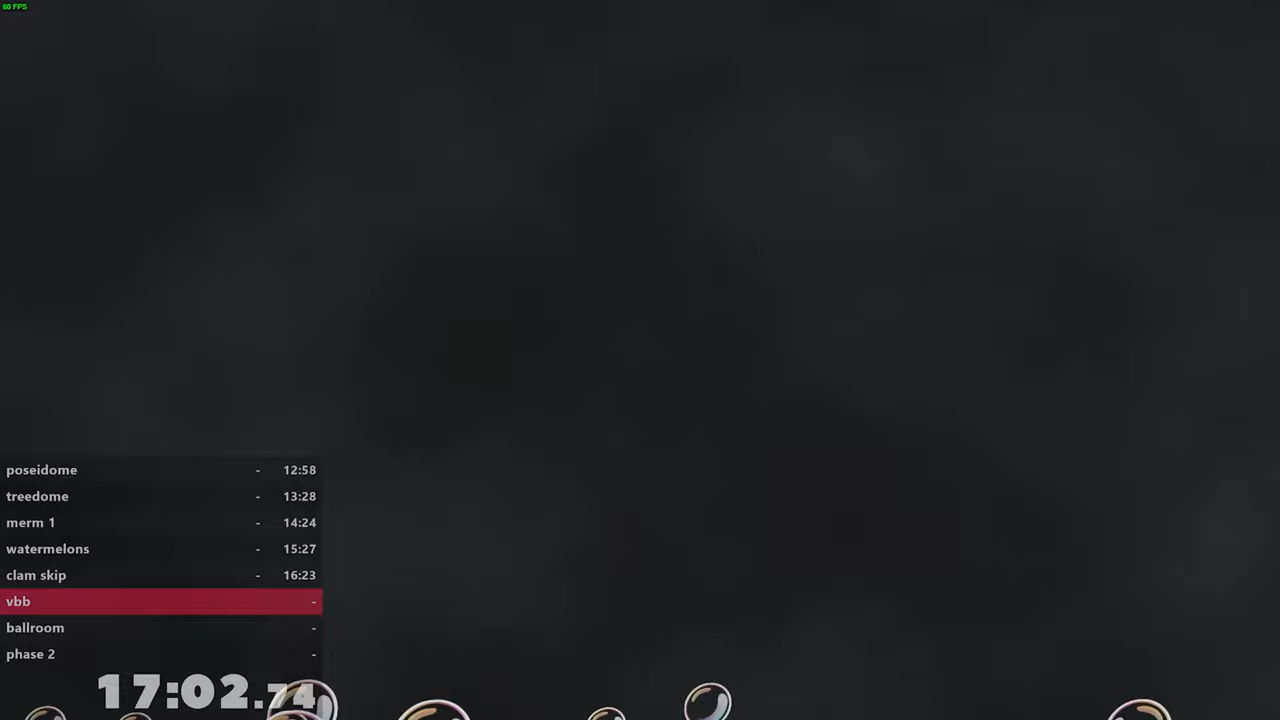 60 FPS
poseidome - 12:58
treedome - 13:28
merm 1 - 14:24
watermelons - 15:27
clam skip - 16:23
vbb -
ballroom -
phase 2 -
17:02.74